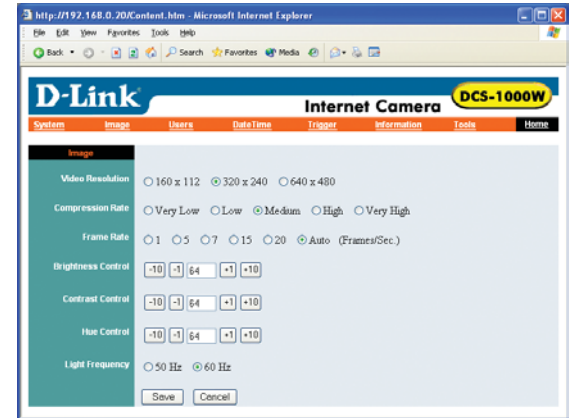 http://192.168.0.20/Content.htm - Microsoft Internet Explorer
File Edit View Favorites Tools Help
Back Search Favorites Media
D-Link Internet Camera DCS-1000W
System Image Users DateTime Trigger Information Tools Home
Image
Video Resolution 160 x 112 320 x 240 640 x 480
Compression Rate Very Low Low Medium High Very High
Frame Rate 1 5 7 15 20 Auto (Frames/Sec.)
Brightness Control -10 -1 64 +1 +10
Contrast Control -10 -1 64 +1 +10
Hue Control -10 -1 64 +1 +10
Light Frequency 50 Hz 60 Hz
Save Cancel